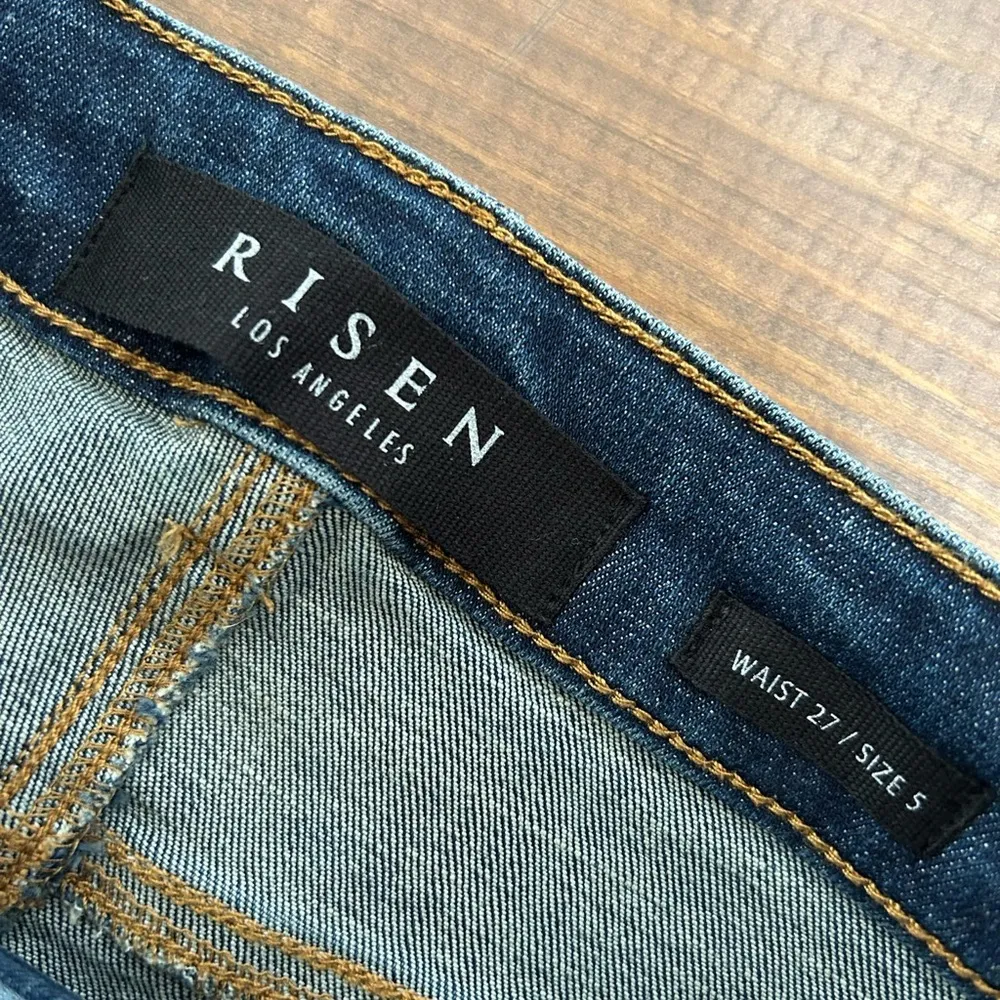 RISEN
LOS ANGELES
WAIST 27 / SIZE 5